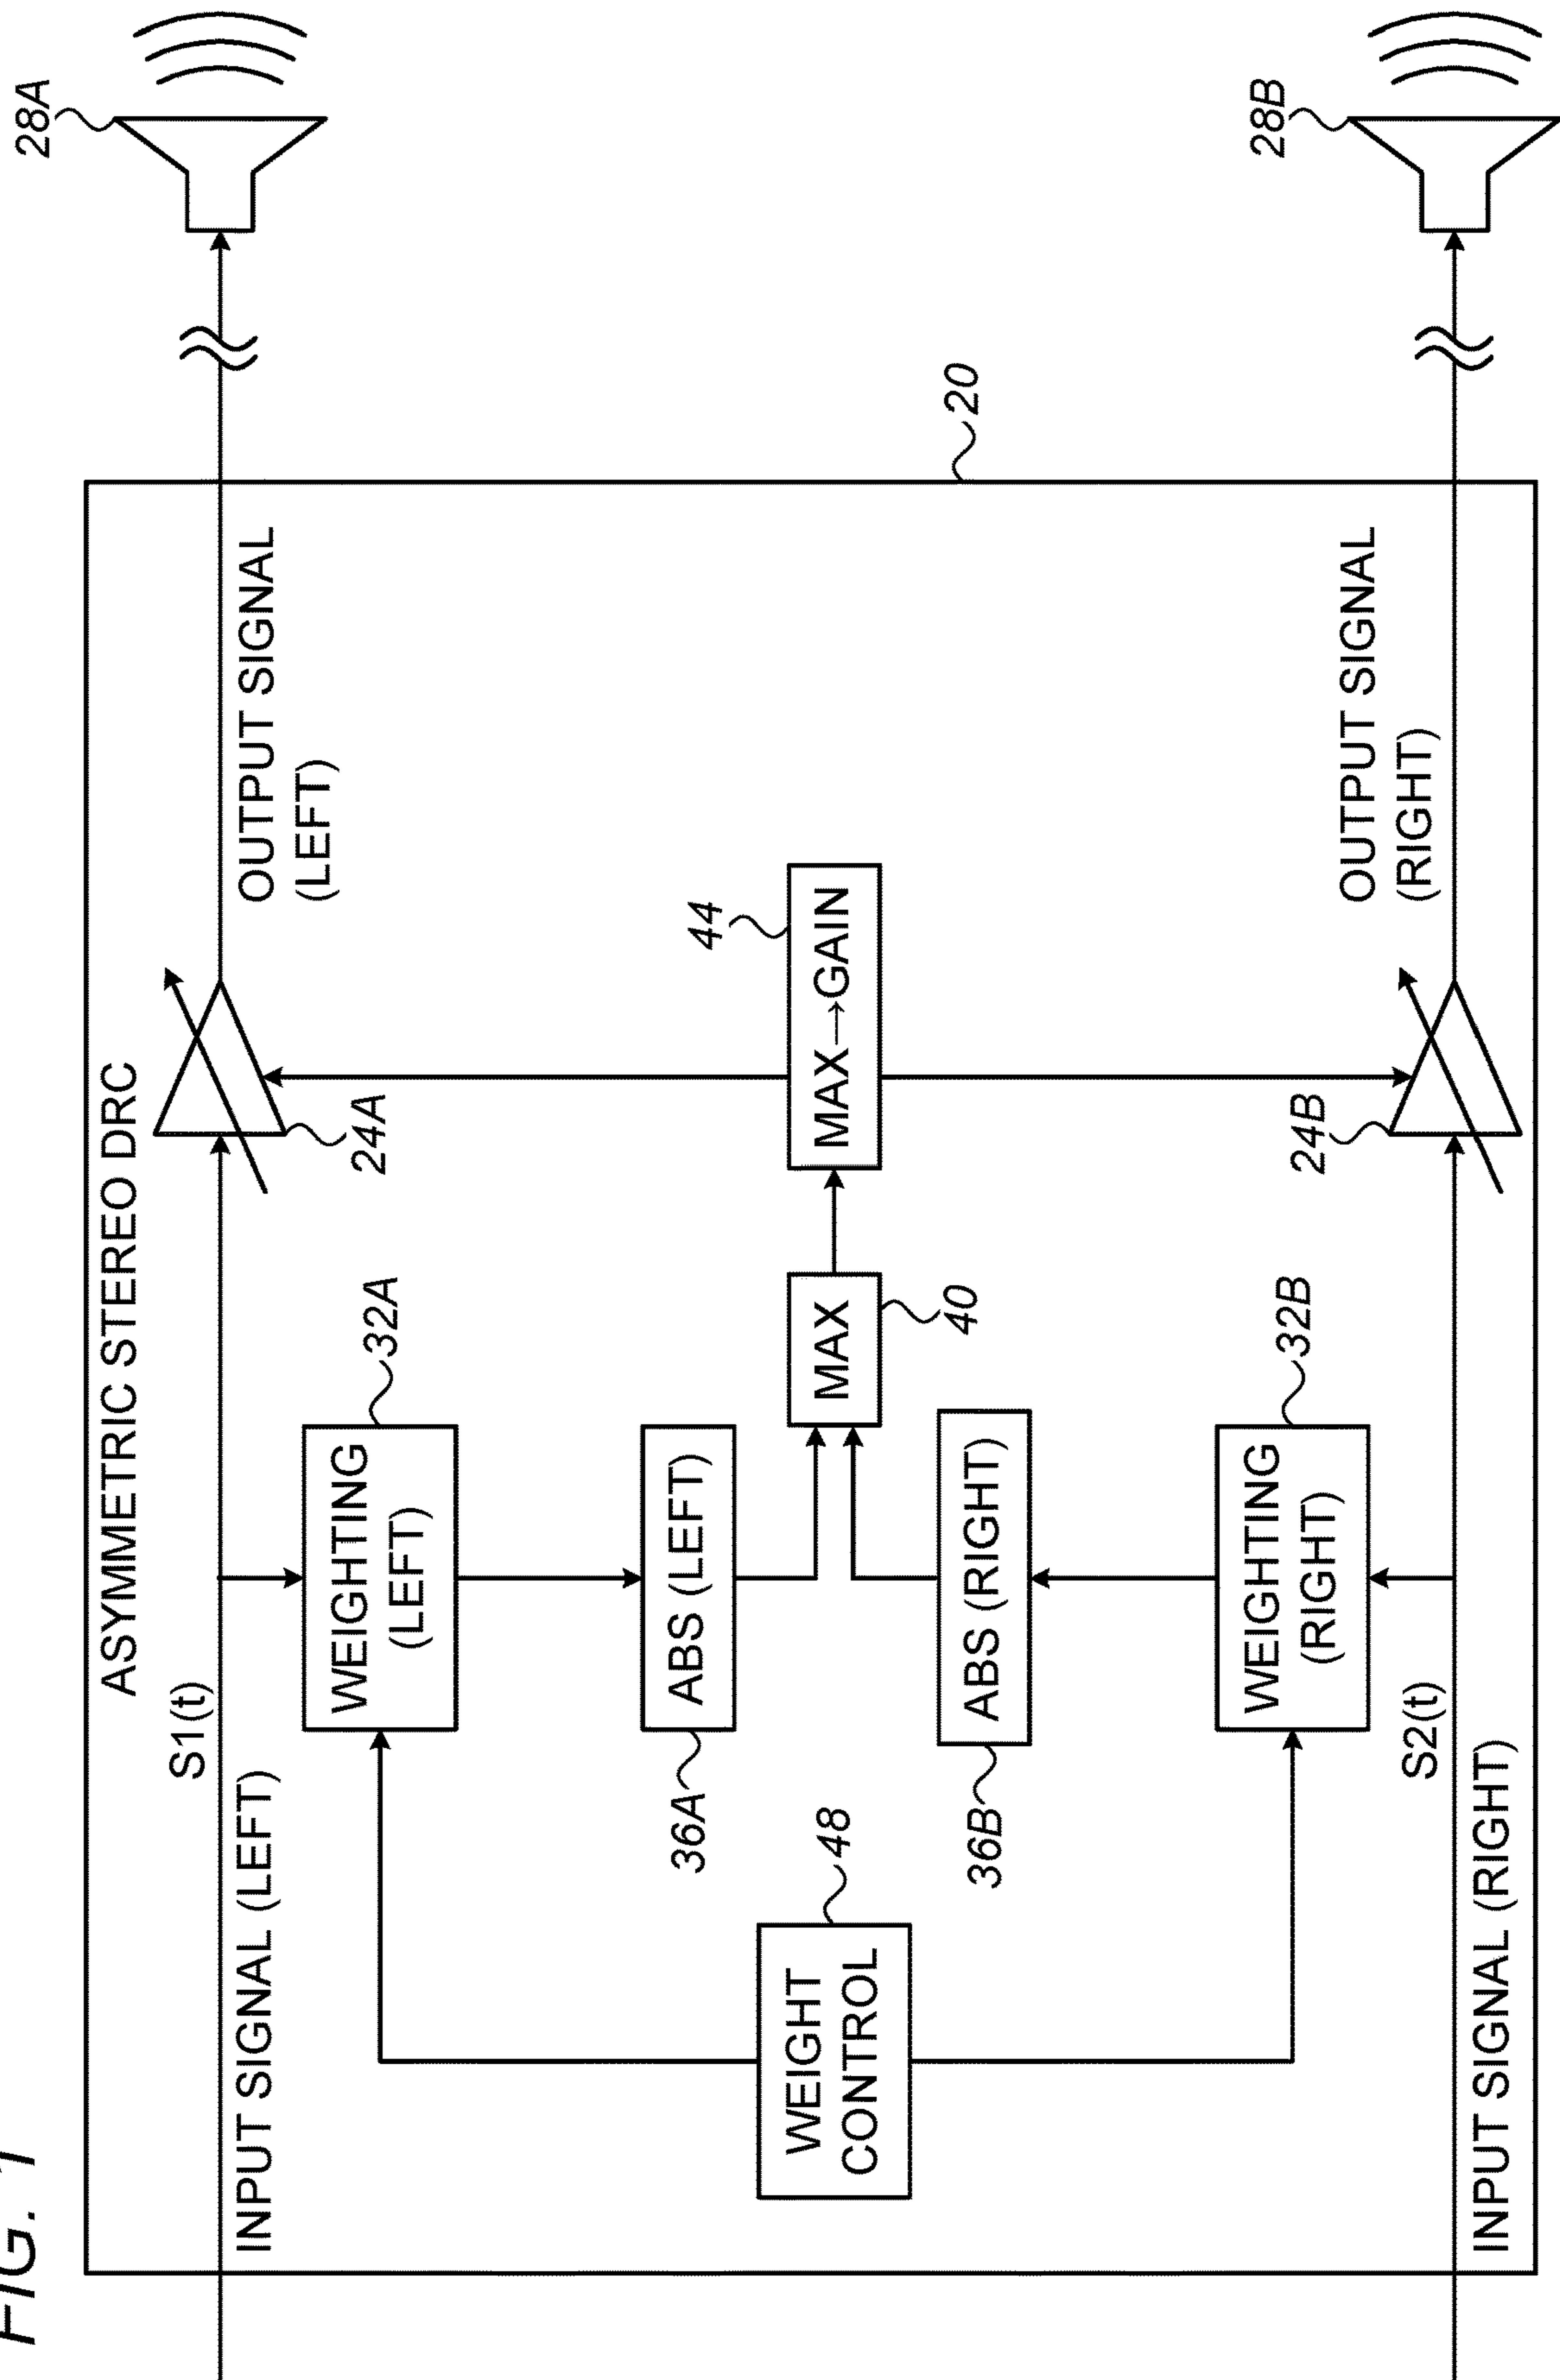 FIG. 1
ASYMMETRIC STEREO DRC
28A
S1(t)
INPUT SIGNAL (LEFT)
OUTPUT SIGNAL
(LEFT)
24A
32A
WEIGHTING
(LEFT)
36A
ABS (LEFT)
44
WEIGHT
CONTROL
48
MAX
MAX→GAIN
40
20
36B
ABS (RIGHT)
WEIGHTING
(RIGHT)
32B
24B
28B
OUTPUT SIGNAL
(RIGHT)
S2(t)
INPUT SIGNAL (RIGHT)